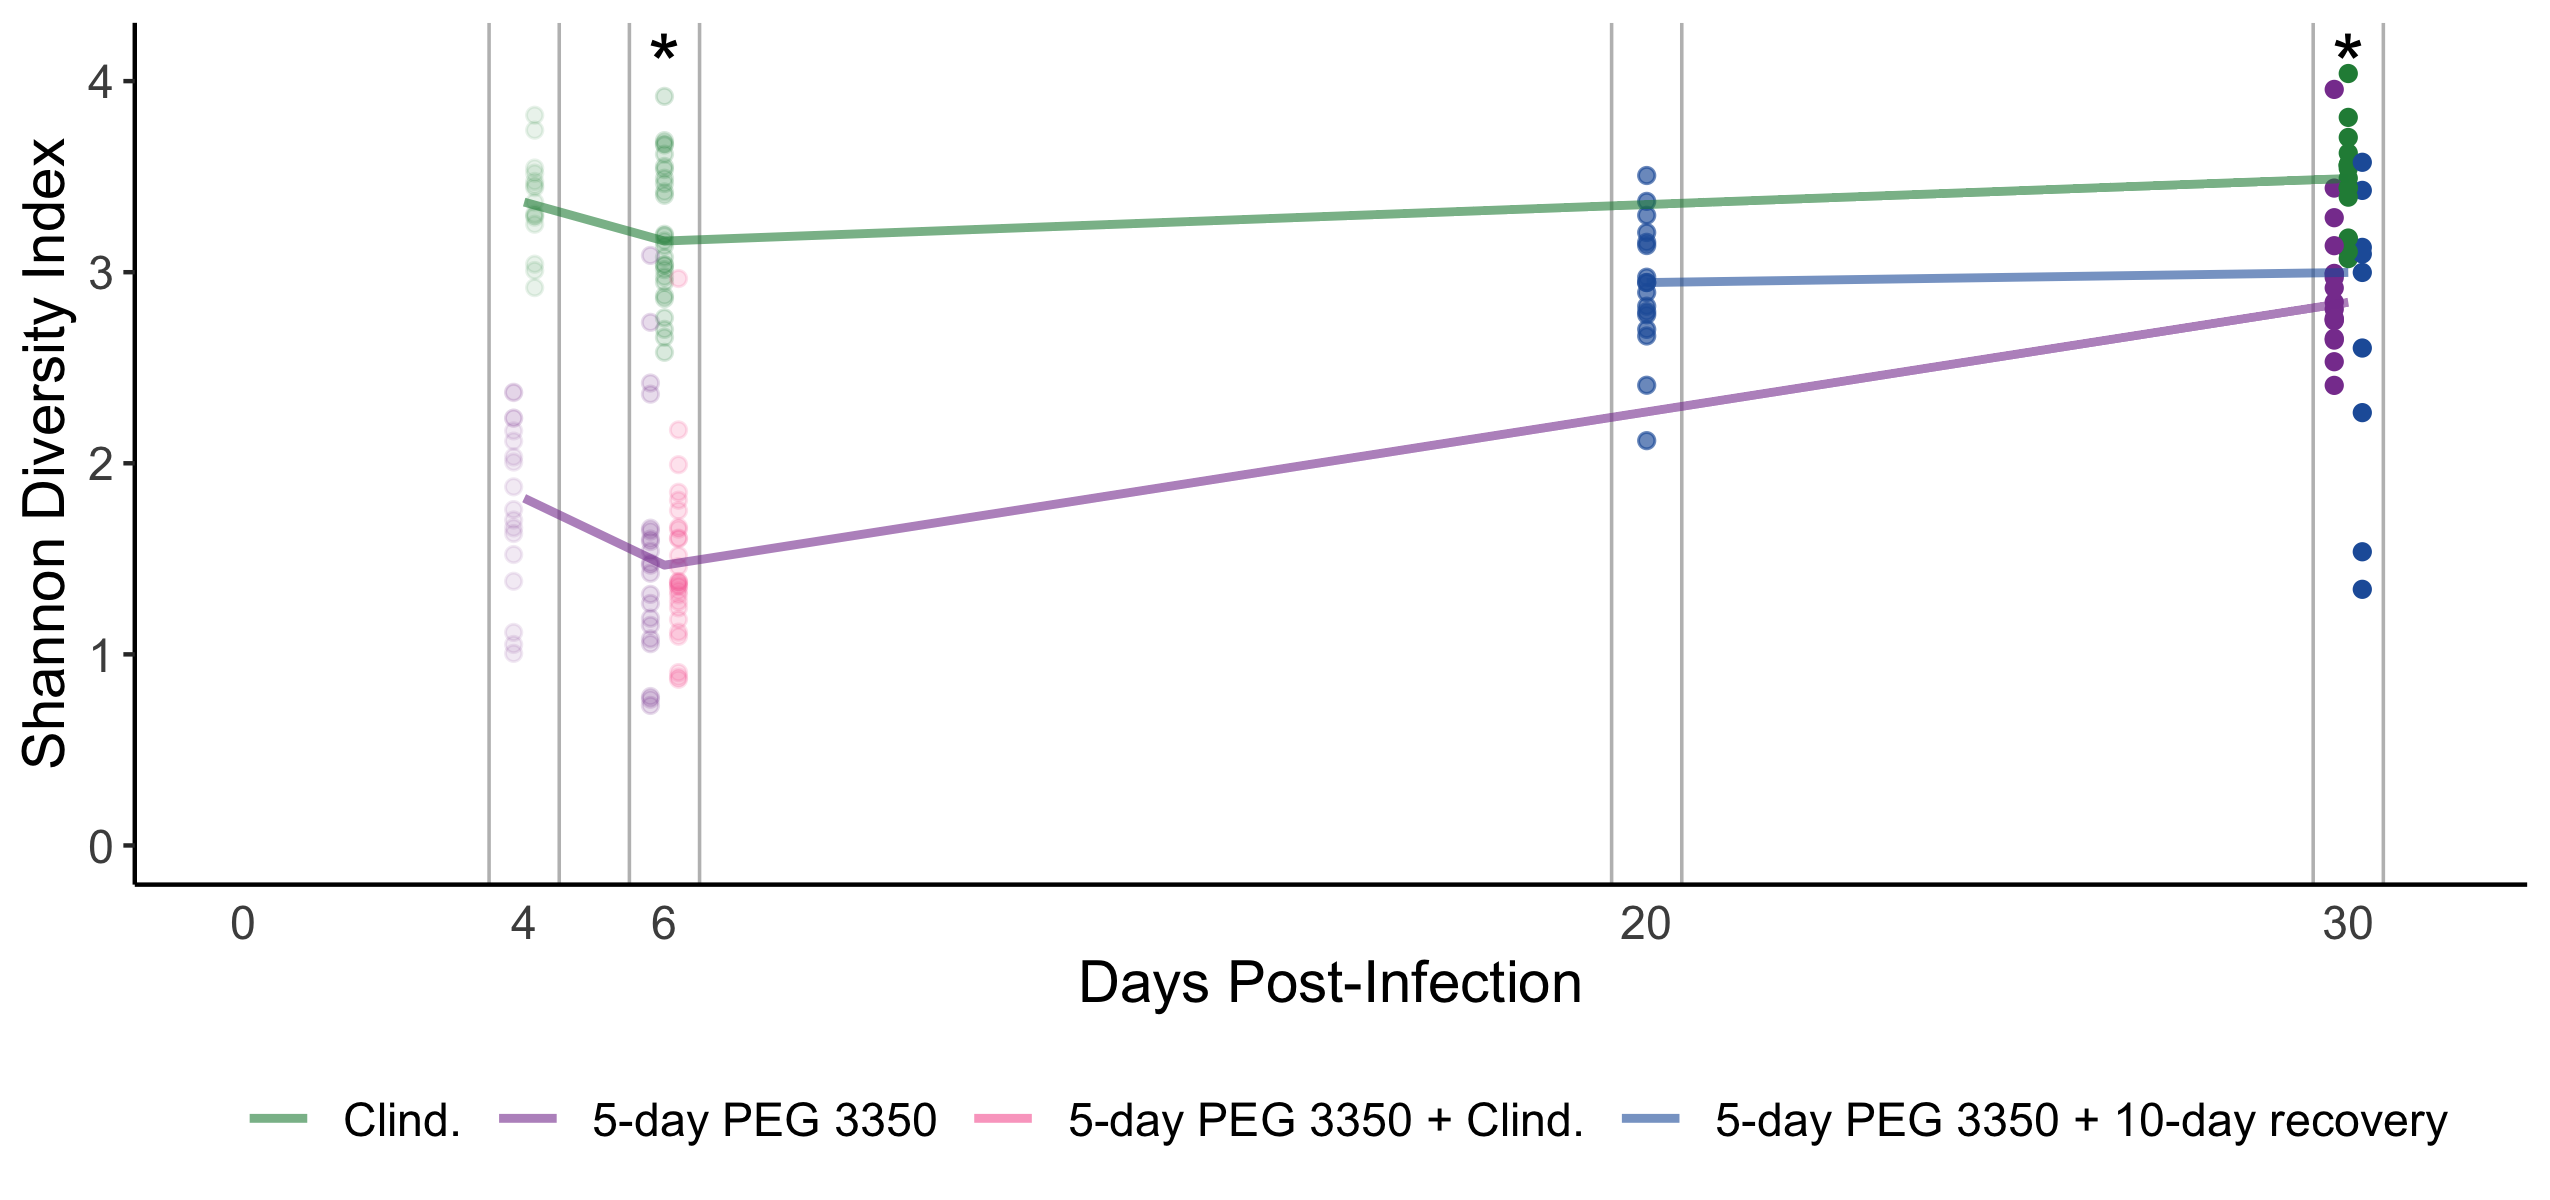 Shannon Diversity Index
4
3
2
1
0
*
*
0 4 6 20 30
Days Post-Infection
Clind. 5-day PEG 3350 5-day PEG 3350 + Clind. 5-day PEG 3350 + 10-day recovery